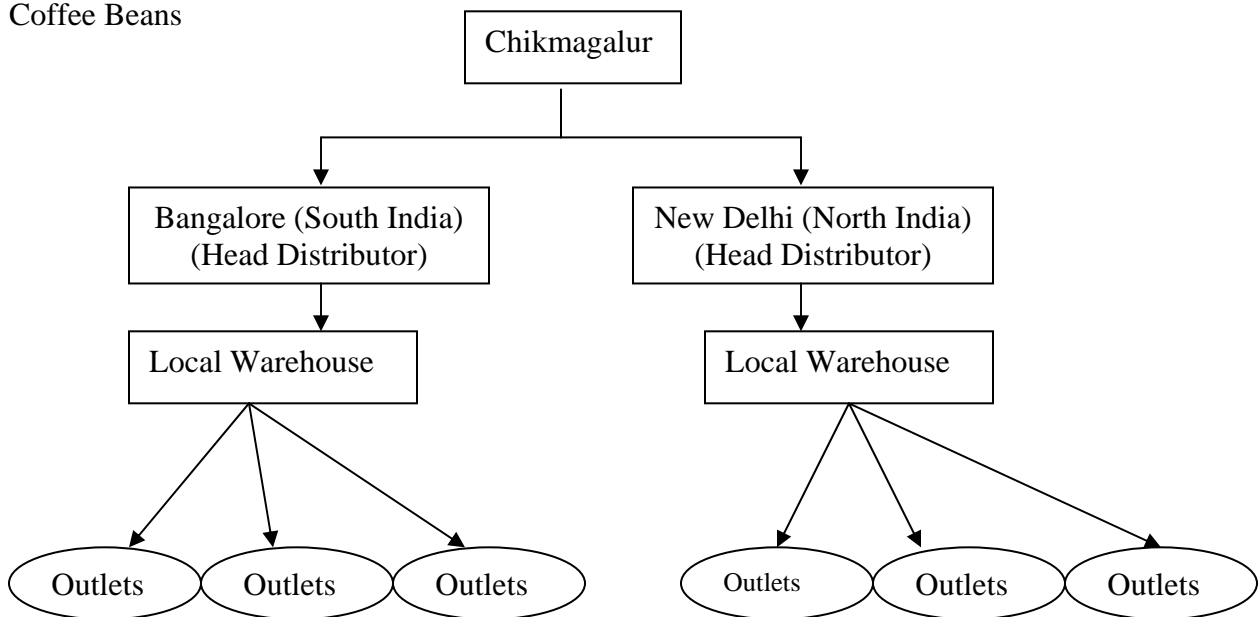 Coffee Beans
Chikmagalur
Bangalore (South India)
(Head Distributor)
New Delhi (North India)
(Head Distributor)
Local Warehouse
Local Warehouse
Outlets
Outlets
Outlets
Outlets
Outlets
Outlets